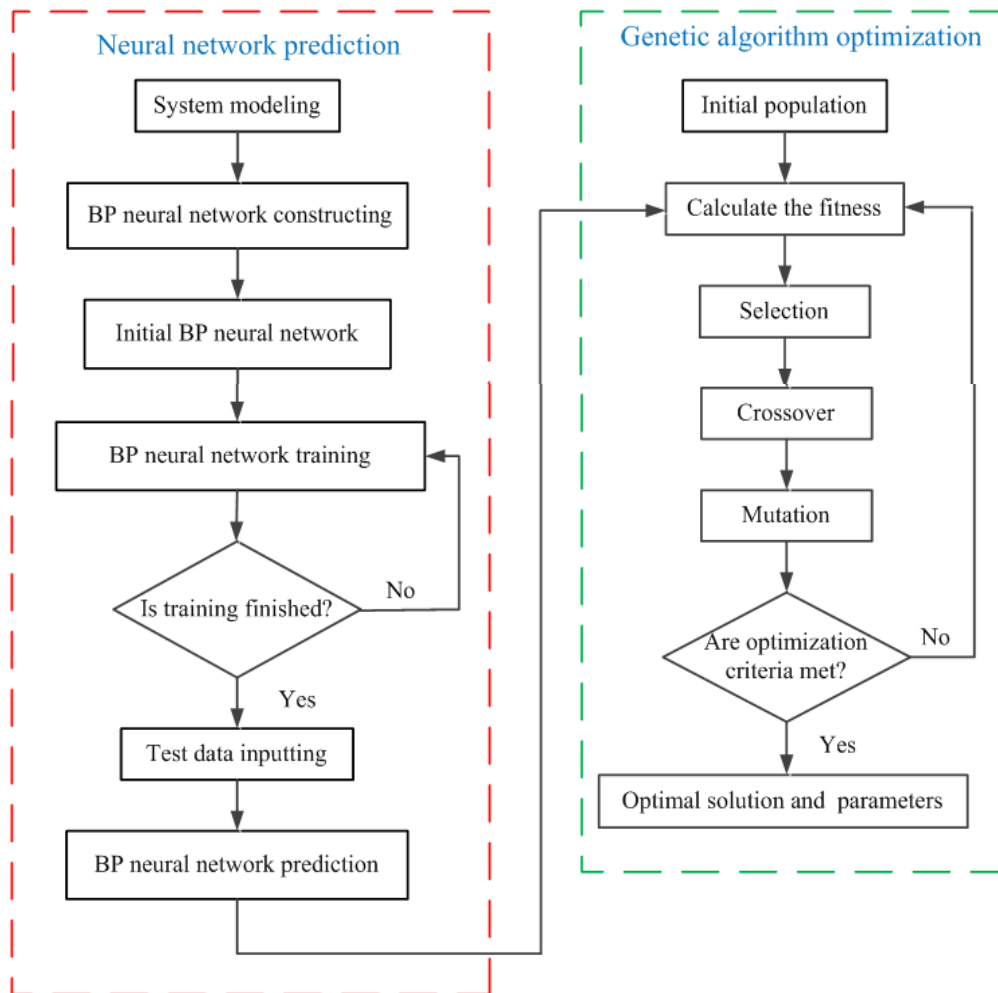 Neural network prediction
System modeling
BP neural network constructing
Initial BP neural network
BP neural network training
Is training finished?
No
Yes
Test data inputting
BP neural network prediction
Genetic algorithm optimization
Initial population
Calculate the fitness
Selection
Crossover
Mutation
Are optimization
criteria met?
No
Yes
Optimal solution and parameters